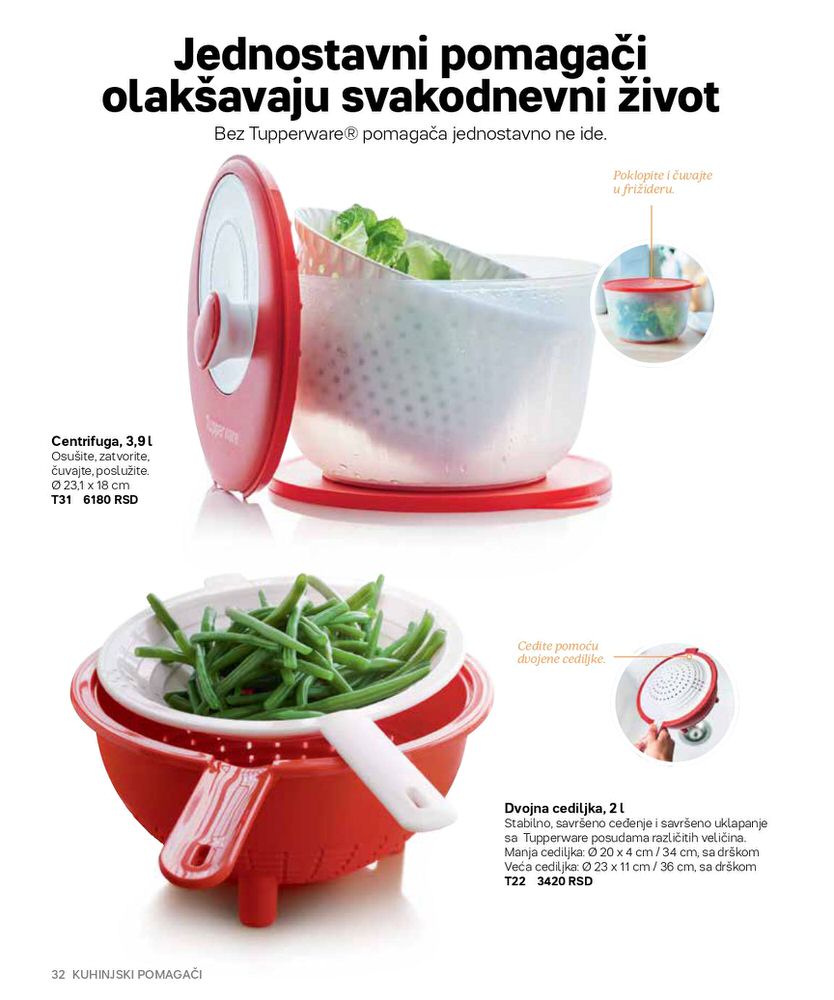 Jednostavni pomagači
olakšavaju svakodnevni život
Bez Tupperware® pomagača jednostavno ne ide.
Poklopite i čuvajte
u frižideru.
Tupperware
Centrifuga, 3,9 l
Osušite, zatvorite,
čuvajte, poslužite.
Ø 23,1 x 18 cm
T31 6180 RSD
Cedite pomoću
dvojene cediljke.
Dvojna cediljka, 2 l
Stabilno, savršeno ceđenje i savršeno uklapanje
sa Tupperware posudama različitih veličina.
Manja cediljka: Ø 20 x 4 cm / 34 cm, sa drškom
Veća cediljka: Ø 23 x 11 cm / 36 cm, sa drškom
T22 3420 RSD
32 KUHINJSKI POMAGAČI